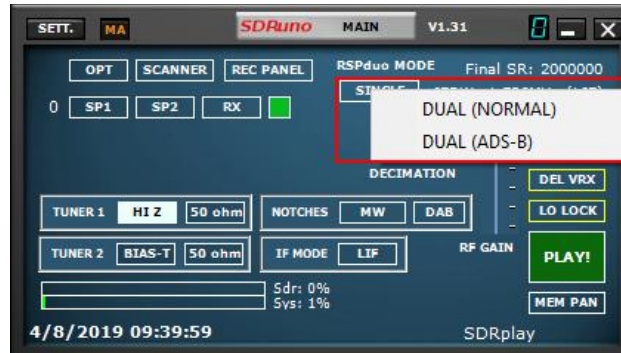 SETT. MA SDRuno MAIN V1.31 0
OPT SCANNER REC PANEL RSPduo MODE Final SR: 2000000
0 SP1 SP2 RX
DUAL (NORMAL)
DUAL (ADS-B)
DECIMATION
DEL VRX
TUNER 1 HI Z 50 ohm NOTCHES MW DAB LO LOCK
TUNER 2 BIAS-T 50 ohm IF MODE LIF RF GAIN PLAY!
Sdr: 0%
Sys: 1% MEM PAN
4/8/2019 09:39:59 SDRplay